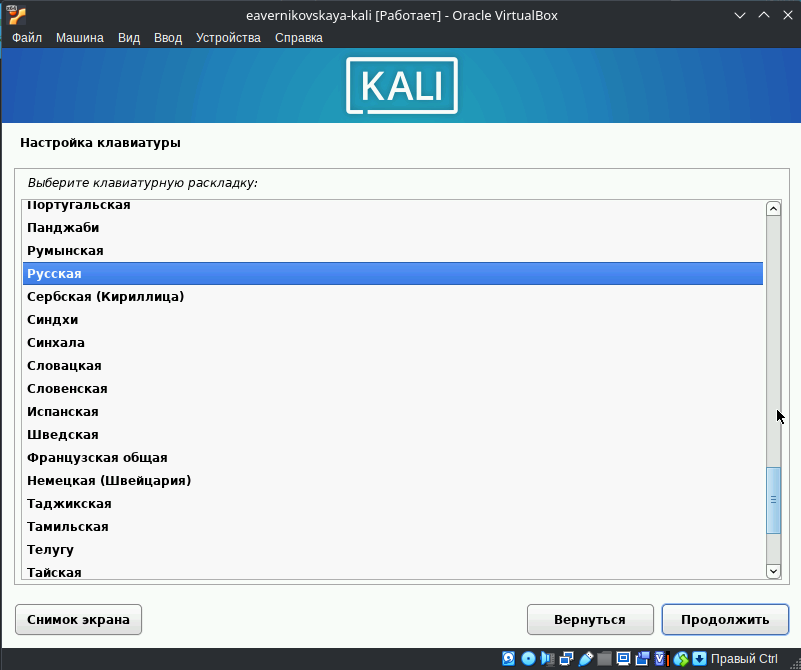 eavernikovskaya-kali [Работает] - Oracle VirtualBox
Файл Машина Вид Ввод Устройства Справка
KALI
Настройка клавиатуры
Выберите клавиатурную раскладку:
Португальская
Панджаби
Румынская
Русская
Сербская (Кириллица)
Синдхи
Синхала
Словацкая
Словенская
Испанская
Шведская
Французская общая
Немецкая (Швейцария)
Таджикская
Тамильская
Телугу
Тайская
Снимок экрана Вернуться Продолжить
Правый Ctrl